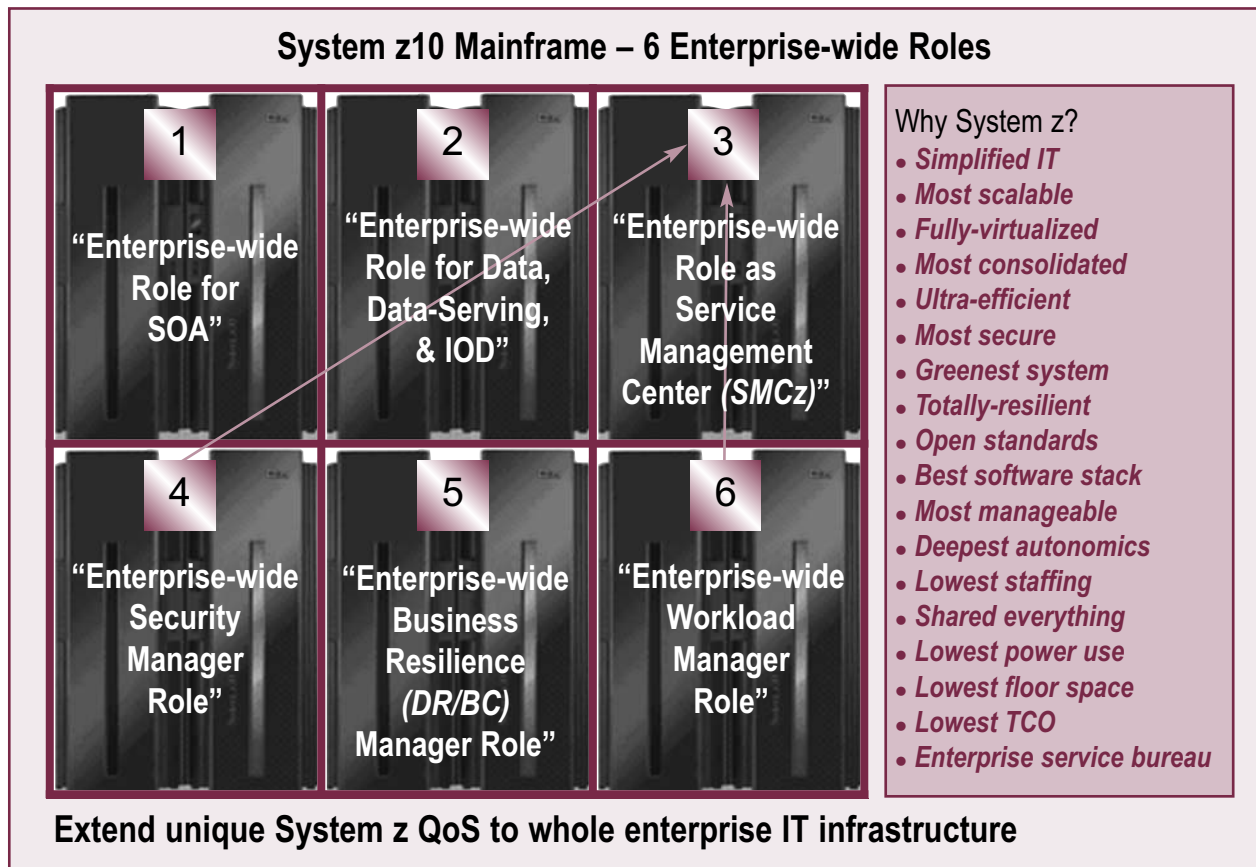 System z10 Mainframe – 6 Enterprise-wide Roles
1
“Enterprise-wide
Role for
SOA”
2
“Enterprise-wide
Role for Data,
Data-Serving,
& IOD”
3
“Enterprise-wide
Role as
Service
Management
Center (SMCz)”
4
“Enterprise-wide
Security
Manager
Role”
5
“Enterprise-wide
Business
Resilience
(DR/BC)
Manager Role”
6
“Enterprise-wide
Workload
Manager
Role”
Why System z?
• Simplified IT
• Most scalable
• Fully-virtualized
• Most consolidated
• Ultra-efficient
• Most secure
• Greenest system
• Totally-resilient
• Open standards
• Best software stack
• Most manageable
• Deepest autonomics
• Lowest staffing
• Shared everything
• Lowest power use
• Lowest floor space
• Lowest TCO
• Enterprise service bureau
Extend unique System z QoS to whole enterprise IT infrastructure